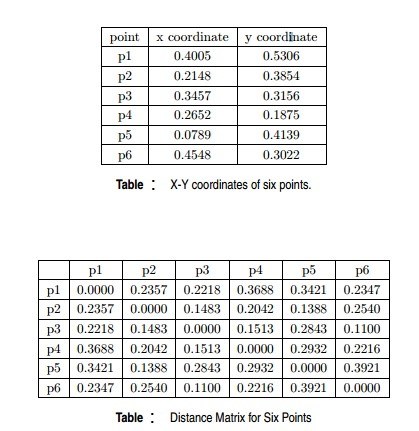 point x coordinate y coordinate
p1 0.4005 0.5306
p2 0.2148 0.3854
p3 0.3457 0.3156
p4 0.2652 0.1875
p5 0.0789 0.4139
p6 0.4548 0.3022
Table : X-Y coordinates of six points.
p1 p2 p3 p4 p5 p6
p1 0.0000 0.2357 0.2218 0.3688 0.3421 0.2347
p2 0.2357 0.0000 0.1483 0.2042 0.1388 0.2540
p3 0.2218 0.1483 0.0000 0.1513 0.2843 0.1100
p4 0.3688 0.2042 0.1513 0.0000 0.2932 0.2216
p5 0.3421 0.1388 0.2843 0.2932 0.0000 0.3921
p6 0.2347 0.2540 0.1100 0.2216 0.3921 0.0000
Table : Distance Matrix for Six Points